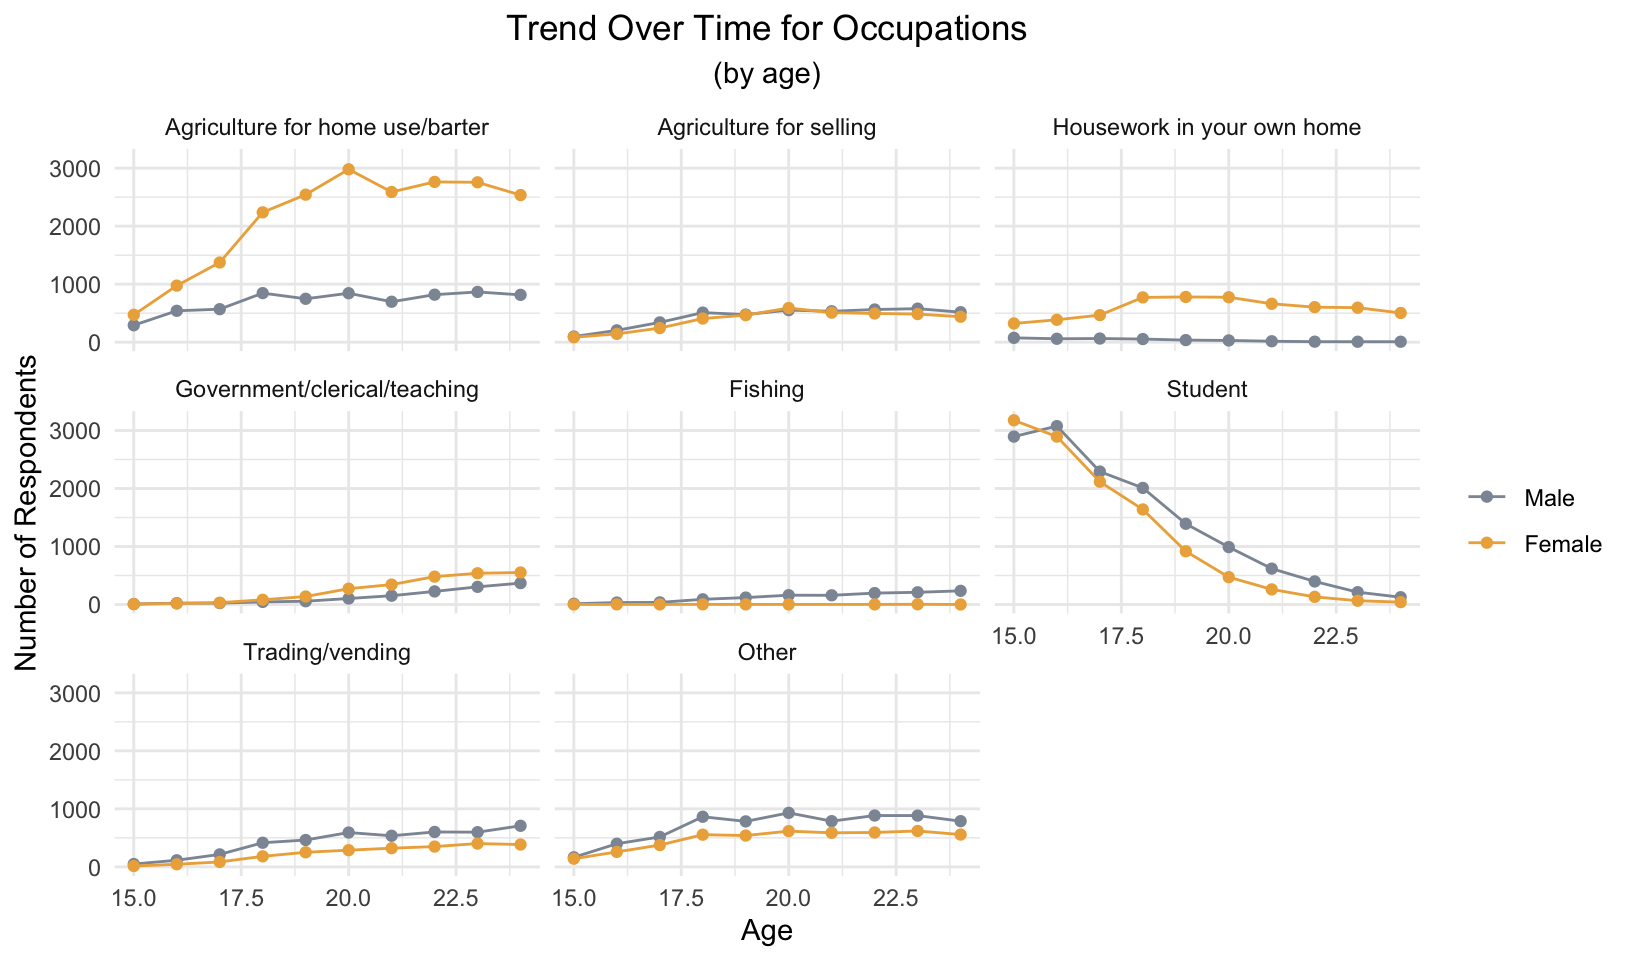 Trend Over Time for Occupations
(by age)
Agriculture for home use/barter
Agriculture for selling
Housework in your own home
3000
2000
1000
0
Government/clerical/teaching
Fishing
Student
3000
2000
1000
0
15.0 17.5 20.0 22.5
Trading/vending
Other
3000
2000
1000
0
15.0 17.5 20.0 22.5
15.0 17.5 20.0 22.5
Age
Number of Respondents
Male
Female